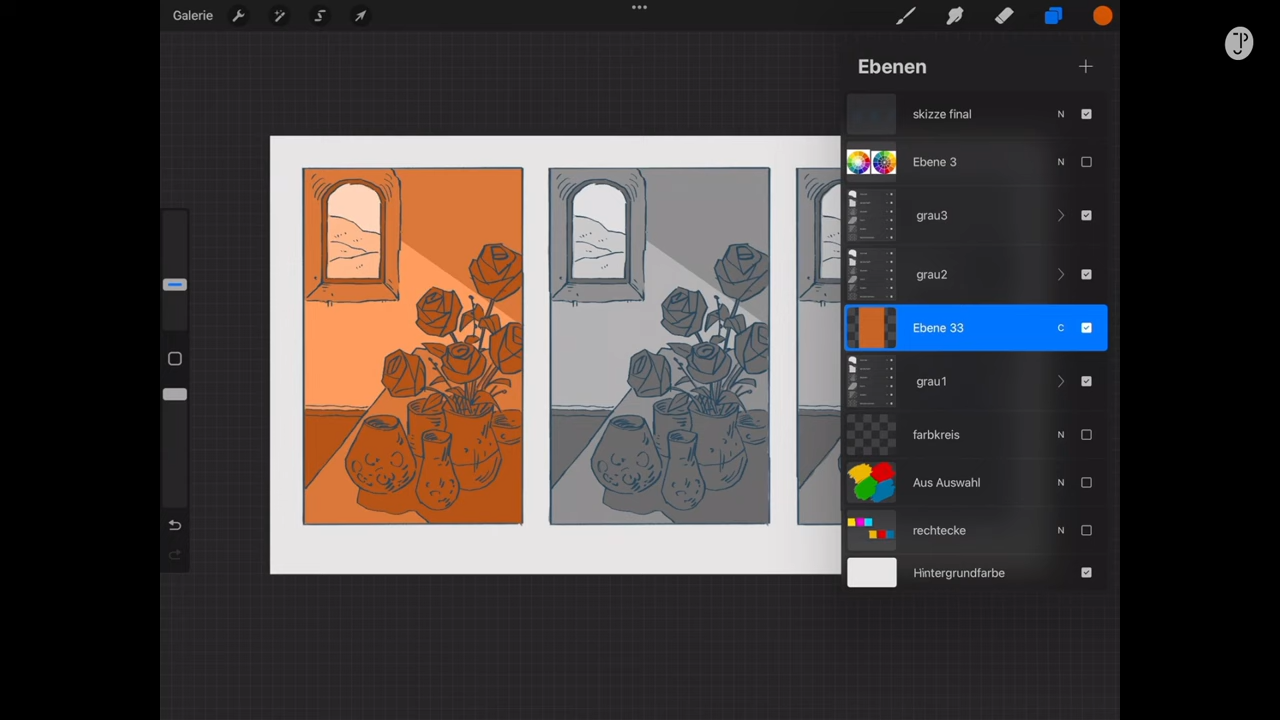 Galerie
Ebenen
skizze final N
Ebene 3 N
grau3
grau2
Ebene 33 C
grau1
farbkreis N
Aus Auswahl N
rechtecke N
Hintergrundfarbe